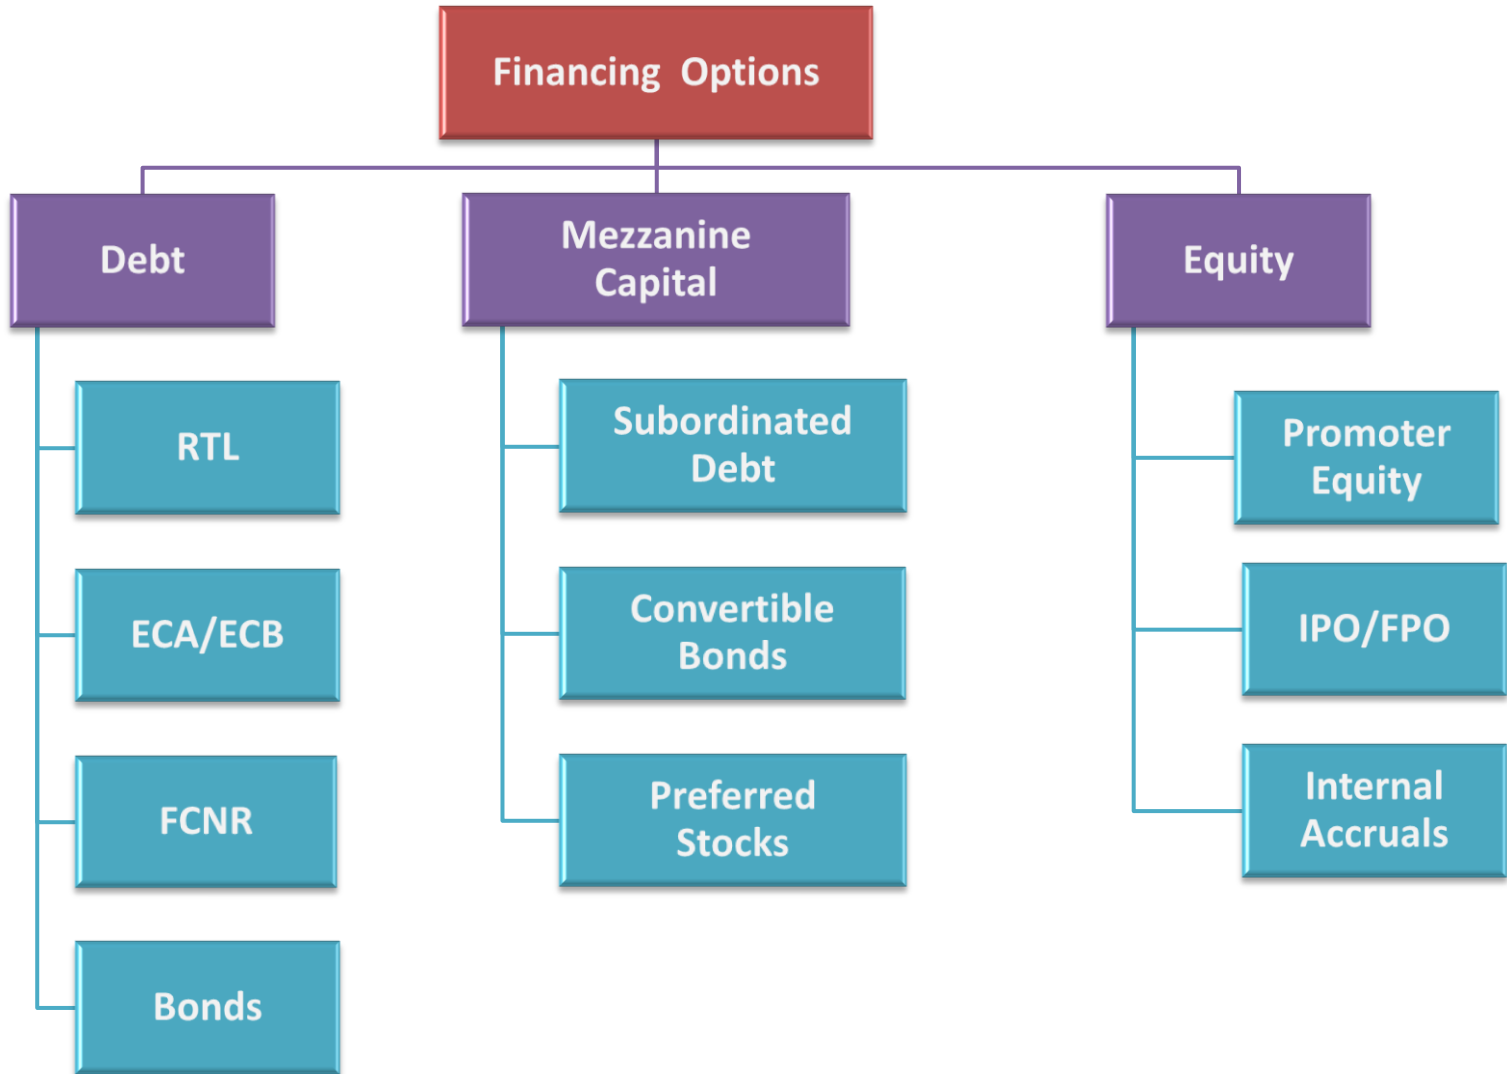 Financing  Options
Debt
Mezzanine
Capital
Equity
RTL
ECA/ECB
FCNR
Bonds
Subordinated
Debt
Convertible
Bonds
Preferred
Stocks
Promoter
Equity
IPO/FPO
Internal
Accruals